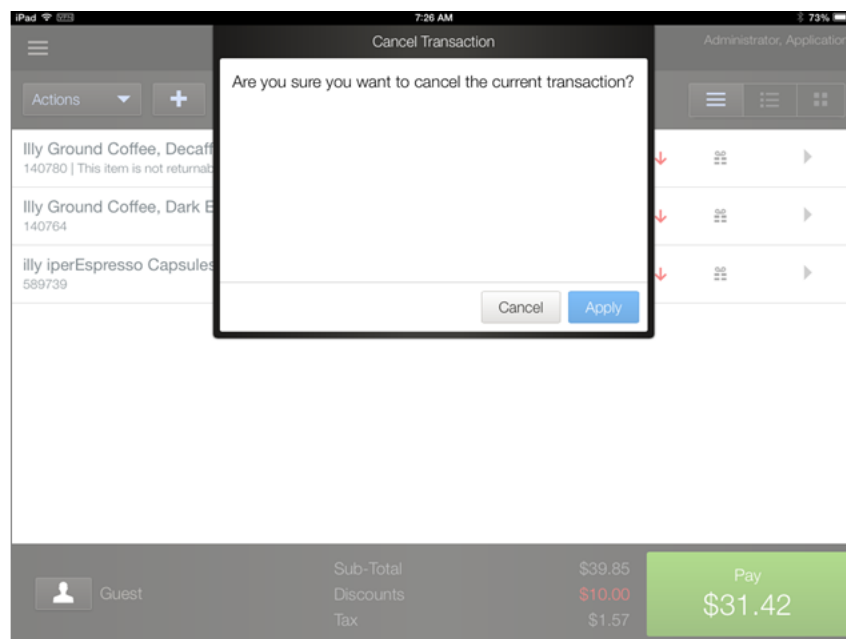 iPad 7:26 AM 73%
Cancel Transaction
Administrator, Application
Are you sure you want to cancel the current transaction?
Actions
Illy Ground Coffee, Decaff
140780 | This item is not returnab
Illy Ground Coffee, Dark
140764
illy iperEspresso Capsules
589739
Cancel Apply
Sub-Total $39.85
Guest Discounts $10.00
Tax $1.57
Pay
$31.42